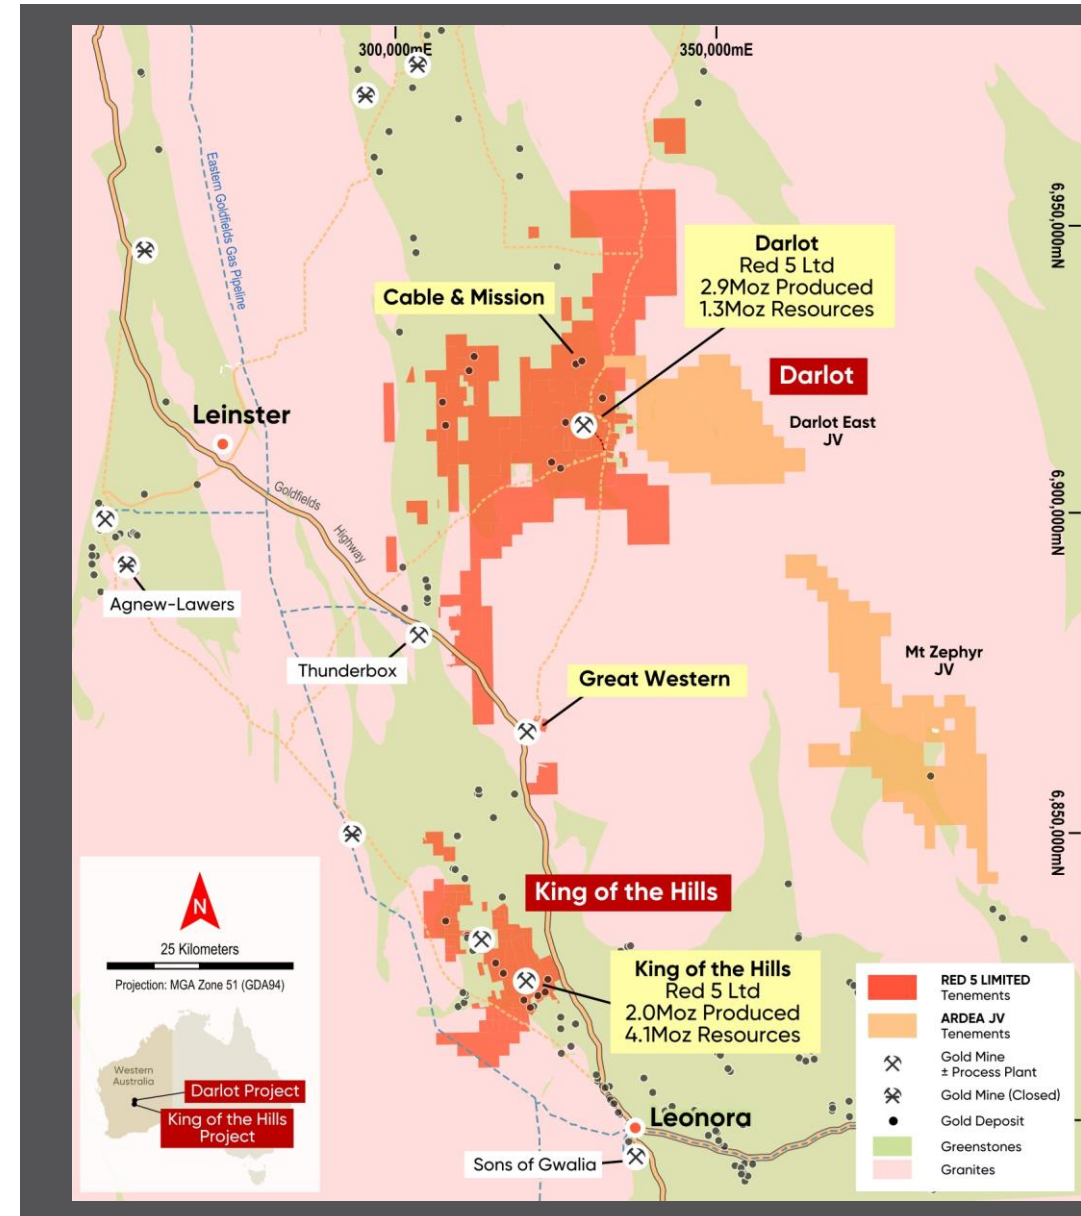 300,000mE
350,000mE
6,950,000mN
6,900,000mN
6,850,000mN
Eastern Goldfields Gas Pipeline
Darlot
Red 5 Ltd
2.9Moz Produced
1.3Moz Resources
Cable & Mission
Darlot
Darlot East
JV
Leinster
Goldfields
Highway
Agnew-Lawers
Thunderbox
Mt Zephyr
JV
Great Western
King of the Hills
King of the Hills
Red 5 Ltd
2.0Moz Produced
4.1Moz Resources
Leonora
Sons of Gwalia
N
25 Kilometers
Projection: MGA Zone 51 (GDA94)
Western
Australia
Darlot Project
King of the Hills
Project
RED 5 LIMITED
Tenements
ARDEA JV
Tenements
Gold Mine
± Process Plant
Gold Mine (Closed)
Gold Deposit
Greenstones
Granites